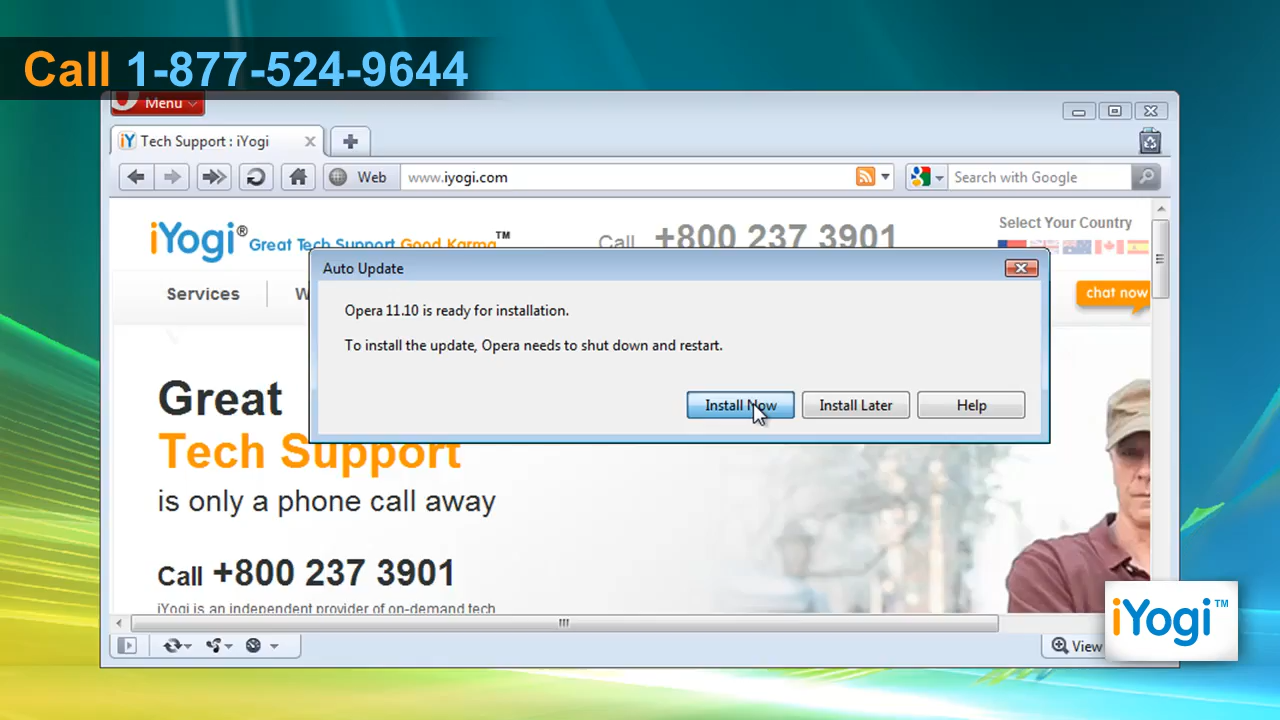 Call 1-877-524-9644
Menu
iY Tech Support : iYogi
Web www.iyogi.com Search with Google
iYogi® Great Tech Support Good Karma™ Call +800 237 3901 Select Your Country
Services W chat now
Auto Update
Opera 11.10 is ready for installation.
To install the update, Opera needs to shut down and restart.
Install Now Install Later Help
Great
Tech Support
is only a phone call away
Call +800 237 3901
iYogi is an independent provider of on-demand tech
View
iYogi™